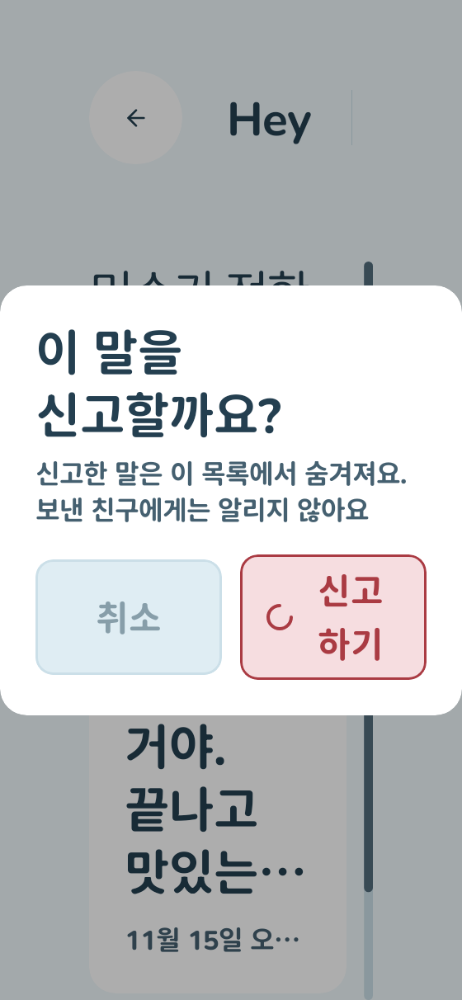 Hey
이 말을
신고할까요?
신고한 말은 이 목록에서 숨겨져요.
보낸 친구에게는 알리지 않아요
취소
신고
하기
거야.
끝나고
맛있는…
11월 15일 오…